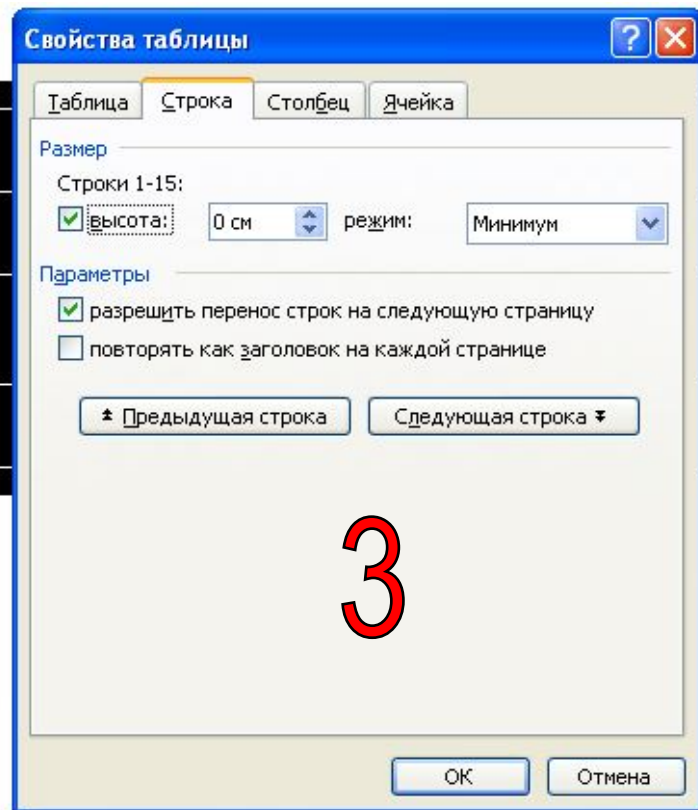 Свойства таблицы ?
Таблица Строка Столбец Ячейка
Размер
Строки 1-15:
высота: 0 см режим: Минимум
Параметры
разрешить перенос строк на следующую страницу
повторять как заголовок на каждой странице
Предыдущая строка Следующая строка
3
ОК Отмена